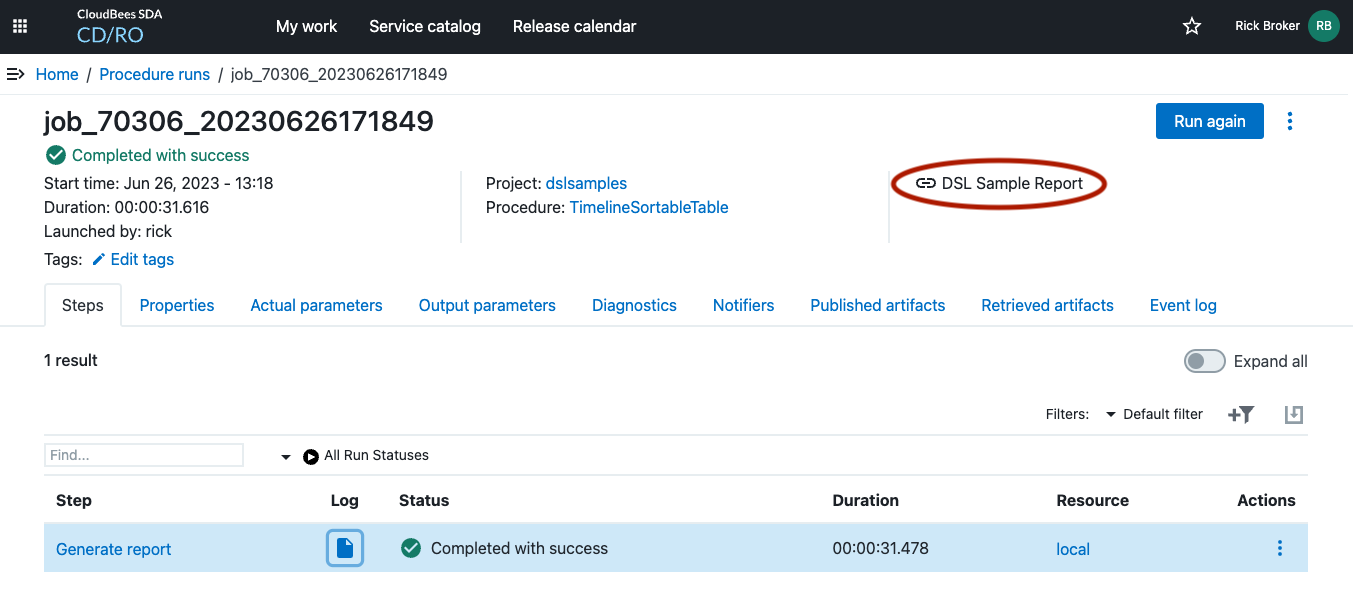 CloudBees SDA
CD/RO
My work Service catalog Release calendar
Rick Broker RB
Home / Procedure runs / job_70306_20230626171849
job_70306_20230626171849
Run again
Completed with success
Start time: Jun 26, 2023 - 13:18
Duration: 00:00:31.616
Launched by: rick
Tags: Edit tags
Project: dslsamples
Procedure: TimelineSortableTable
DSL Sample Report
Steps Properties Actual parameters Output parameters Diagnostics Notifiers Published artifacts Retrieved artifacts Event log
1 result
Expand all
Filters: Default filter
Find... All Run Statuses
Step Log Status Duration Resource Actions
Generate report Completed with success 00:00:31.478 local